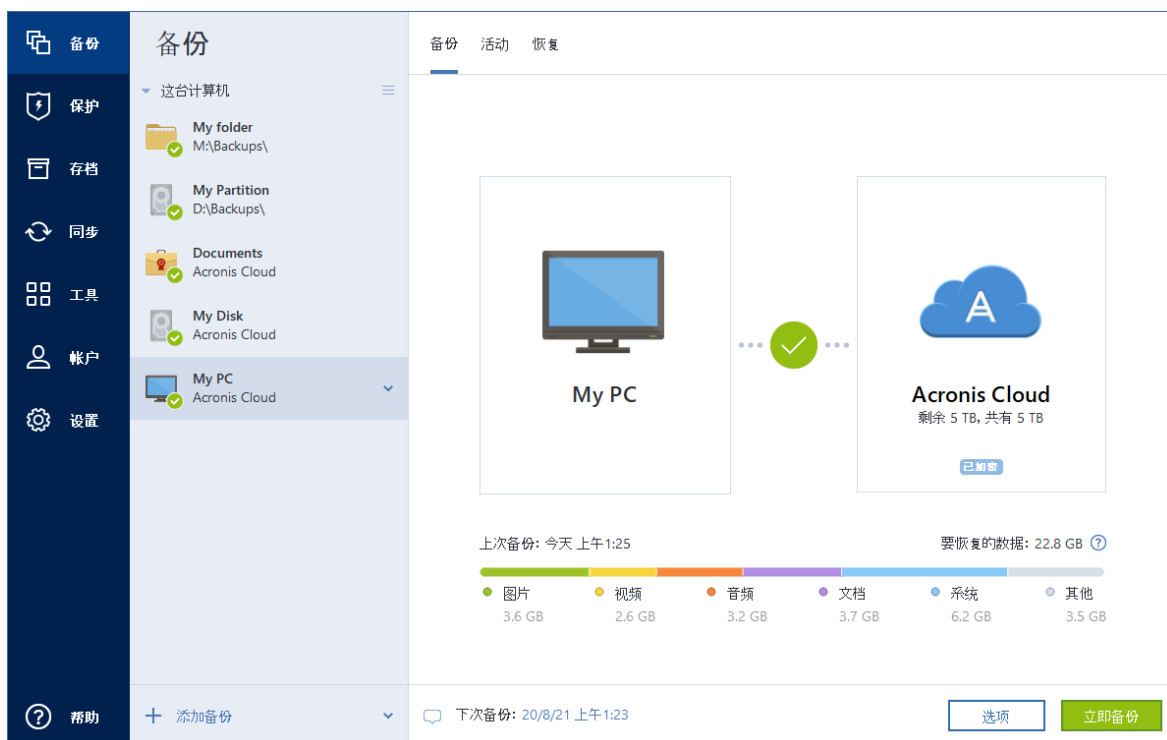 备份
保护
存档
同步
工具
帐户
设置
帮助
备份
这台计算机
My folder
M:\Backups\
My Partition
D:\Backups\
Documents
Acronis Cloud
My Disk
Acronis Cloud
My PC
Acronis Cloud
添加备份
备份 活动 恢复
My PC
Acronis Cloud
剩余 5 TB, 共有 5 TB
已加密
上次备份: 今天 上午1:25
要恢复的数据: 22.8 GB
图片 视频 音频 文档 系统 其他
3.6 GB 2.6 GB 3.2 GB 3.7 GB 6.2 GB 3.5 GB
下次备份: 20/8/21 上午1:23
选项
立即备份